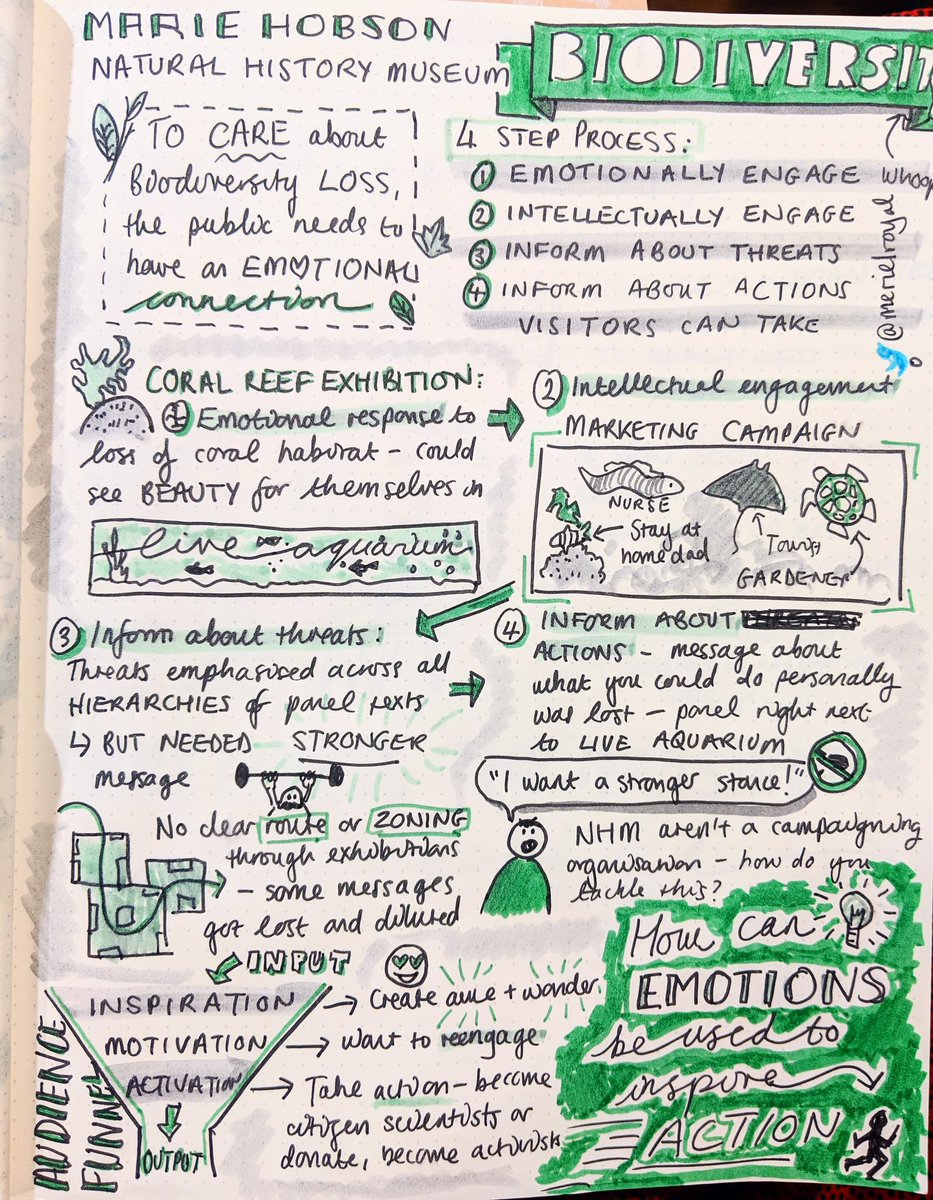 MARIE HOBSON
NATURAL HISTORY MUSEUM
BIODIVERSIT
TO CARE about
Biodiversity LOSS,
the public needs to
have an EMOTIONAL
connection
4 STEP PROCESS:
① EMOTIONALLY ENGAGE
② INTELLECTUALLY ENGAGE
③ INFORM ABOUT THREATS
④ INFORM ABOUT ACTIONS
VISITORS CAN TAKE
whoop
@merielroyal
CORAL REEF EXHIBITION:
① Emotional response to
loss of coral habitat – could
see BEAUTY for themselves in
live aquarium
② Intellectual engagement
MARKETING CAMPAIGN
NURSE
Stay at
home dad
Tourist
GARDENER
③ Inform about threats:
Threats emphasised across all
HIERARCHIES of panel texts
↳ BUT NEEDED STRONGER
message
No clear route or ZONING
through exhibitions
– some messages
got lost and diluted
④ INFORM ABOUT
ACTIONS – message about
what you could do personally
was lost – panel right next
to LIVE AQUARIUM
"I want a stronger stance!"
NHM aren't a campaigning
organisation – how do you
tackle this?
INPUT
AUDIENCE
FUNNEL
INSPIRATION → Create awe + wonder
MOTIVATION → want to reengage
ACTIVATION → Take action – become
citizen scientists or
donate, become activists
OUTPUT
How can
EMOTIONS
be used to
inspire
ACTION